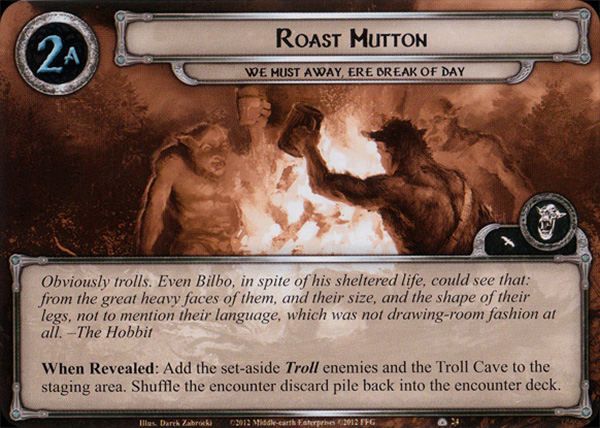 2A
Roast Mutton
We Must Away, Ere Break of Day
Obviously trolls. Even Bilbo, in spite of his sheltered life, could see that:
from the great heavy faces of them, and their size, and the shape of their
legs, not to mention their language, which was not drawing-room fashion at
all. –The Hobbit
When Revealed: Add the set-aside Troll enemies and the Troll Cave to the
staging area. Shuffle the encounter discard pile back into the encounter deck.
Illus. Darek Zabrocki ©2012 Middle-earth Enterprises ©2012 FFG 24